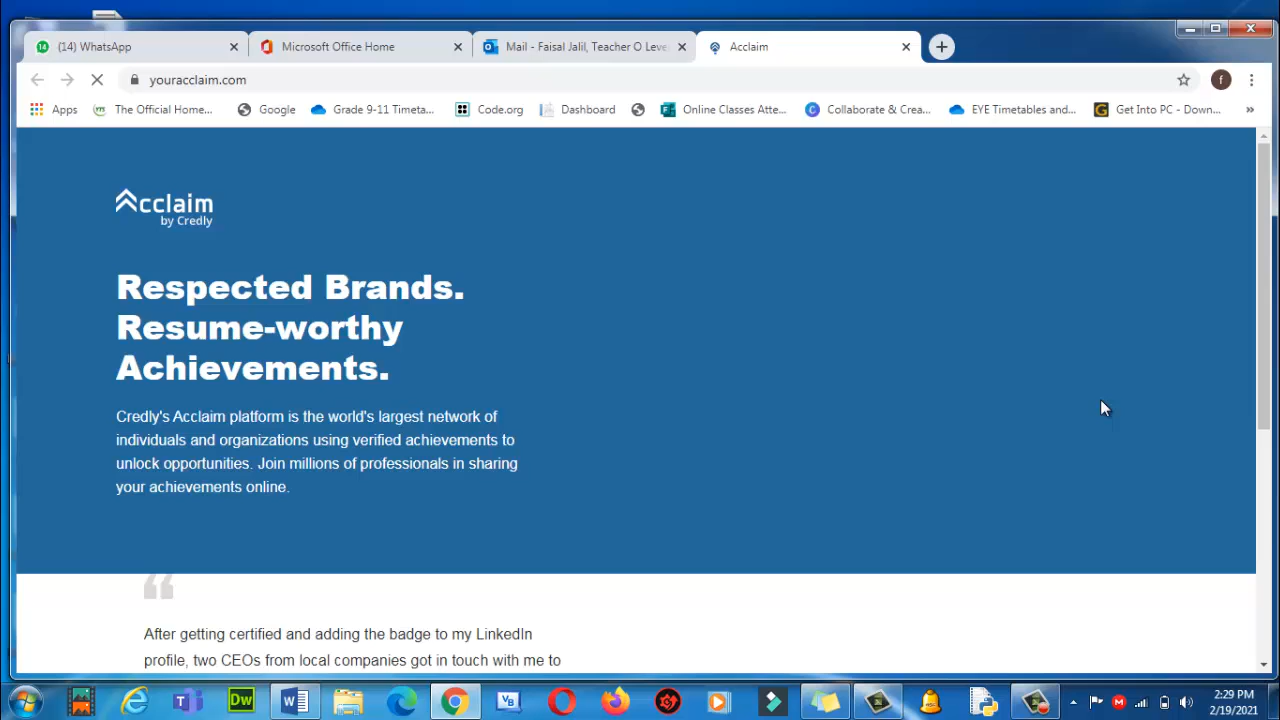 (14) WhatsApp
Microsoft Office Home
Mail - Faisal Jalil, Teacher O Leve
Acclaim
youracclaim.com
f
Apps
The Official Home...
Google
Grade 9-11 Timeta...
Code.org
Dashboard
Online Classes Atte...
Collaborate & Crea...
EYE Timetables and...
Get Into PC - Down...
»
Acclaim
by Credly
Respected Brands.
Resume-worthy
Achievements.
Credly's Acclaim platform is the world's largest network of
individuals and organizations using verified achievements to
unlock opportunities. Join millions of professionals in sharing
your achievements online.
“
After getting certified and adding the badge to my LinkedIn
profile, two CEOs from local companies got in touch with me to
Dw
2:29 PM
2/19/2021